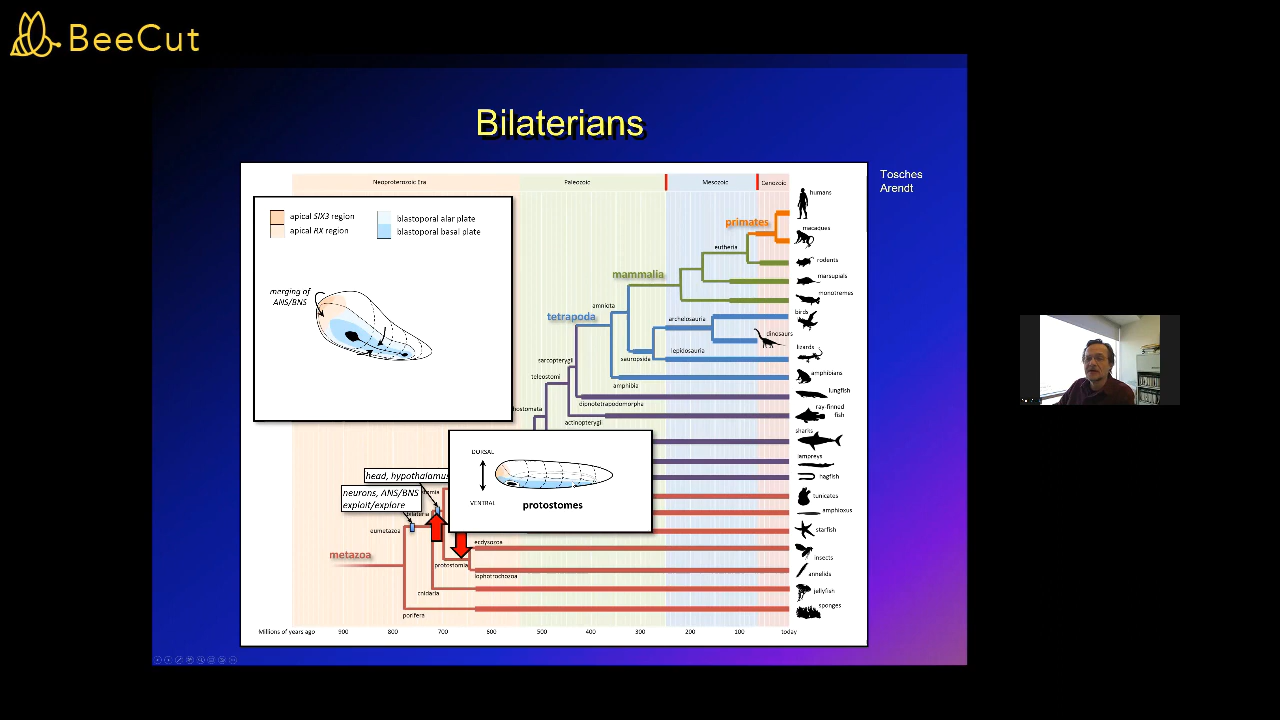 BeeCut
Bilaterians
Tosches
Arendt
Neoproterozoic Era
Paleozoic
Mesozoic
Cenozoic
apical SIX3 region
apical RX region
blastoporal alar plate
blastoporal basal plate
merging of
ANS/BNS
humans
primates
macaques
eutheria
rodents
mammalia
marsupials
monotremes
amniota
tetrapoda
archelosauria
birds
dinosaurs
sauropsida
lepidosauria
lizards
sarcopterygii
teleostomi
amphibia
amphibians
lungfish
dipnotetrapodomorpha
hostomata
actinopterygii
ray-finned
fish
sharks
lampreys
hagfish
DORSAL
VENTRAL
protostomes
head, hypothalamus
neurons, ANS/BNS
exploit/explore
bilateria
eumetazoa
tunicates
amphioxus
starfish
metazoa
ecdysozoa
protostomia
lophotrochozoa
insects
annelids
cnidaria
jellyfish
porifera
sponges
Millions of years ago
900
800
700
600
500
400
300
200
100
today